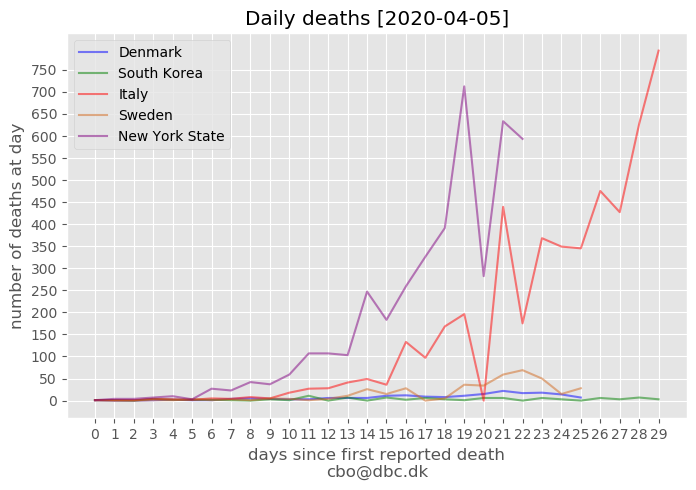 Daily deaths [2020-04-05]
Denmark
South Korea
Italy
Sweden
New York State
number of deaths at day
750
700
650
600
550
500
450
400
350
300
250
200
150
100
50
0
0 1 2 3 4 5 6 7 8 9 10 11 12 13 14 15 16 17 18 19 20 21 22 23 24 25 26 27 28 29
days since first reported death
cbo@dbc.dk